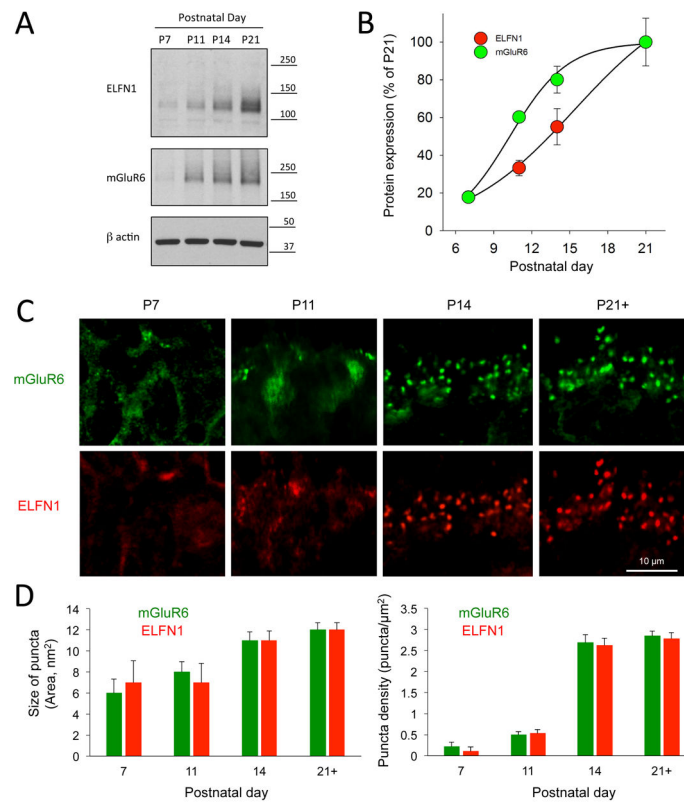 A
Postnatal Day
P7 P11 P14 P21
ELFN1
250
150
100
mGluR6
250
150
β actin
50
37
B
Protein expression (% of P21)
120
100
80
60
40
20
0
6 9 12 15 18 21
Postnatal day
ELFN1
mGluR6
C
P7 P11 P14 P21+
mGluR6
ELFN1
10 µm
D
Size of puncta
(Area, nm²)
14
12
10
8
6
4
2
0
mGluR6
ELFN1
7 11 14 21+
Postnatal day
Puncta density (puncta/µm²)
3.5
3
2.5
2
1.5
1
0.5
0
mGluR6
ELFN1
7 11 14 21+
Postnatal day